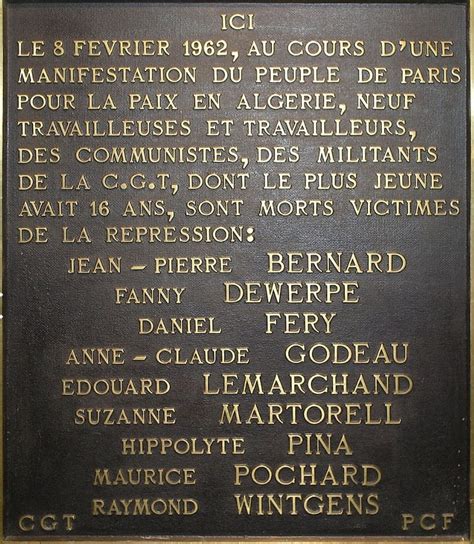 ICI
LE 8 FEVRIER 1962, AU COURS D'UNE
MANIFESTATION DU PEUPLE DE PARIS
POUR LA PAIX EN ALGERIE, NEUF
TRAVAILLEUSES ET TRAVAILLEURS,
DES COMMUNISTES, DES MILITANTS
DE LA C.G.T, DONT LE PLUS JEUNE
AVAIT 16 ANS, SONT MORTS VICTIMES
DE LA REPRESSION:
JEAN – PIERRE BERNARD
FANNY DEWERPE
DANIEL FERY
ANNE – CLAUDE GODEAU
EDOUARD LEMARCHAND
SUZANNE MARTORELL
HIPPOLYTE PINA
MAURICE POCHARD
RAYMOND WINTGENS
CGT PCF